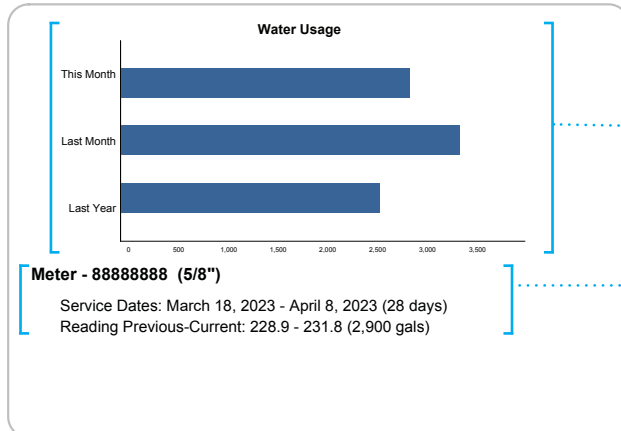 Water Usage
This Month
Last Month
Last Year
0 500 1,000 1,500 2,000 2,500 3,000 3,500
Meter - 88888888 (5/8")
Service Dates: March 18, 2023 - April 8, 2023 (28 days)
Reading Previous-Current: 228.9 - 231.8 (2,900 gals)